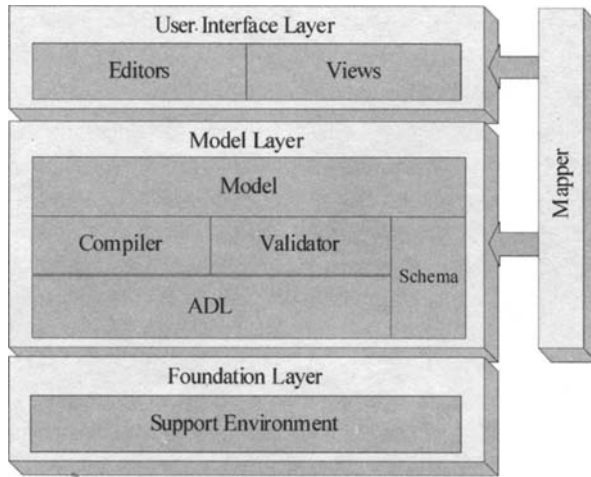 User Interface Layer
Editors
Views
Model Layer
Model
Compiler
Validator
Schema
ADL
Foundation Layer
Support Environment
Mapper